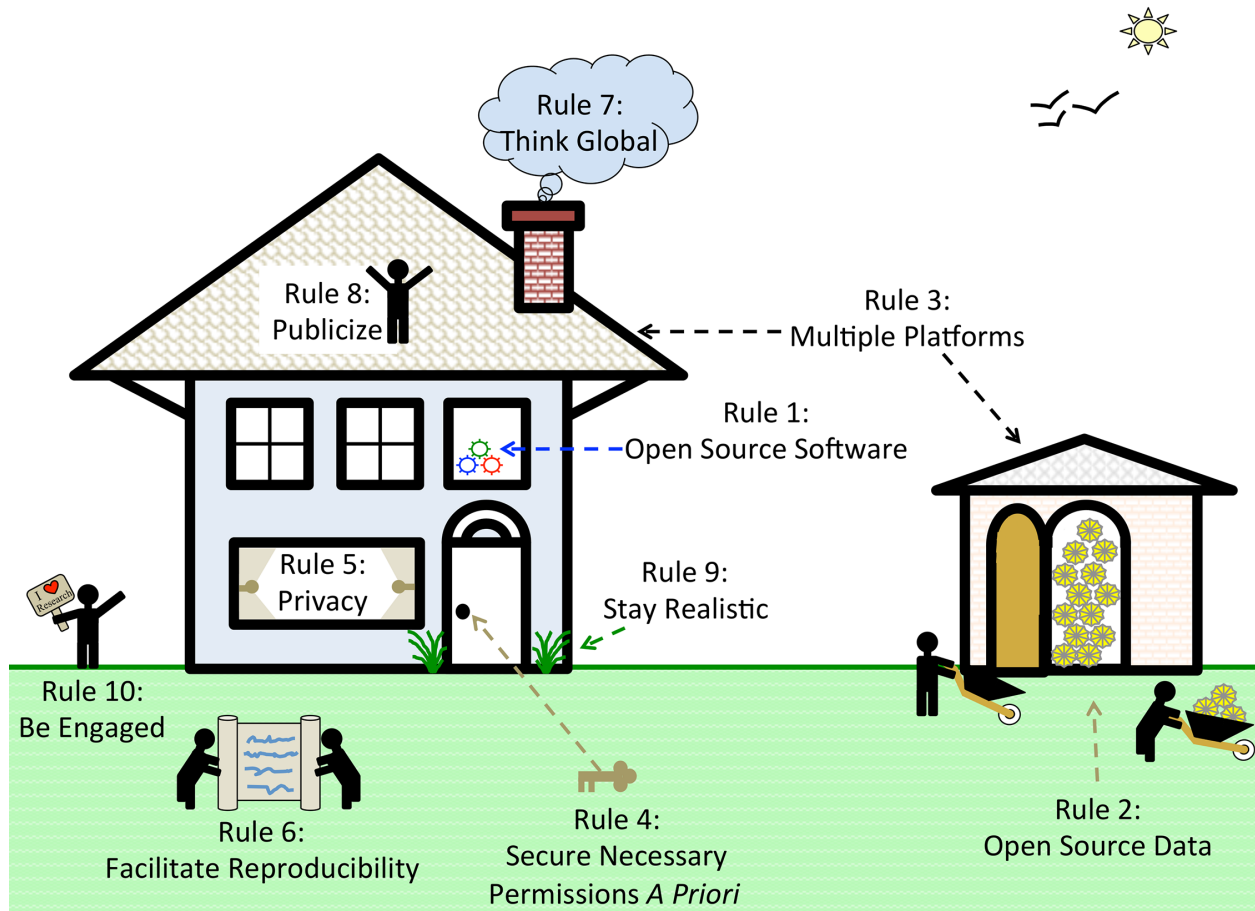 Rule 7:
Think Global
Rule 8:
Publicize
Rule 3:
Multiple Platforms
Rule 1:
Open Source Software
Rule 5:
Privacy
Rule 9:
Stay Realistic
I
Research
Rule 10:
Be Engaged
Rule 6:
Facilitate Reproducibility
Rule 4:
Secure Necessary
Permissions A Priori
Rule 2:
Open Source Data